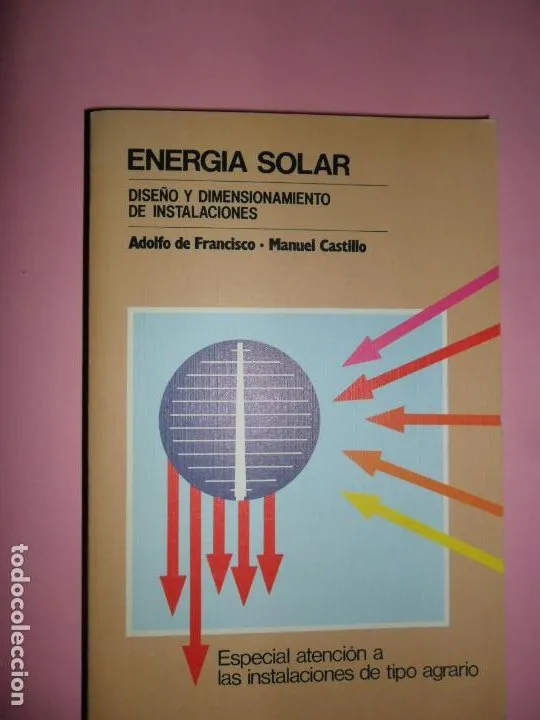 ENERGIA SOLAR
DISEÑO Y DIMENSIONAMIENTO
DE INSTALACIONES
Adolfo de Francisco • Manuel Castillo
Especial atención a
las instalaciones de tipo agrario
todocoleccion